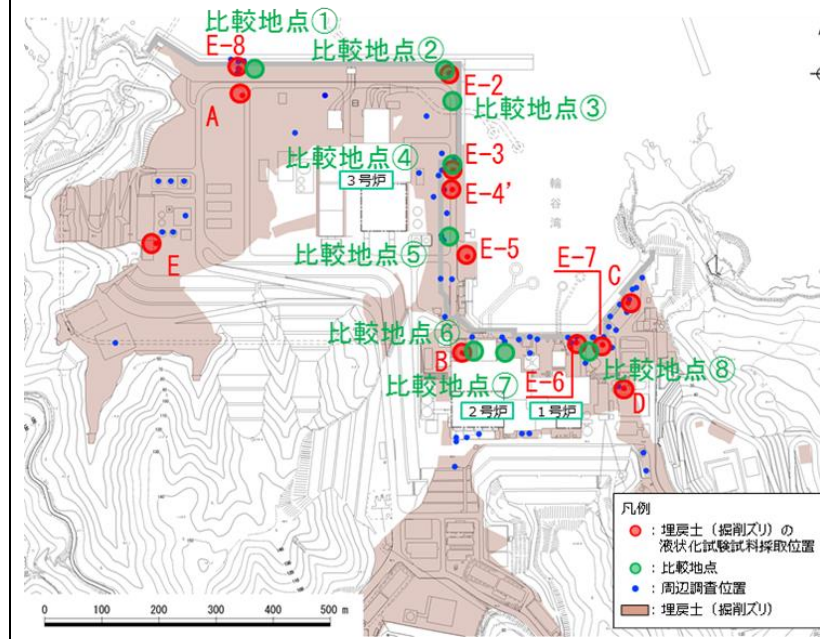 比較地点①
E-8
比較地点②
E-2
A
比較地点③
比較地点④
E-3
3号炉
E-4'
輪谷湾
比較地点⑤
E-5
E
E-7
C
比較地点⑥
B
比較地点⑦
E-6
比較地点⑧
D
2号炉
1号炉
凡例
：埋戻土（掘削ズリ）の
液状化試験試料採取位置
：比較地点
：周辺調査位置
：埋戻土（掘削ズリ）
0 100 200 300 400 500 m